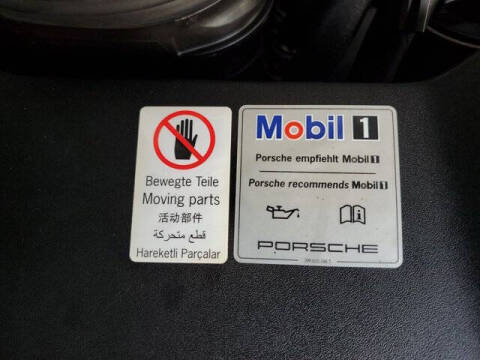 Bewegte Teile
Moving parts
活动部件
قطع متحركة
Hareketli Parçalar
Mobil 1
Porsche empfiehlt Mobil 1
Porsche recommends Mobil 1
PORSCHE